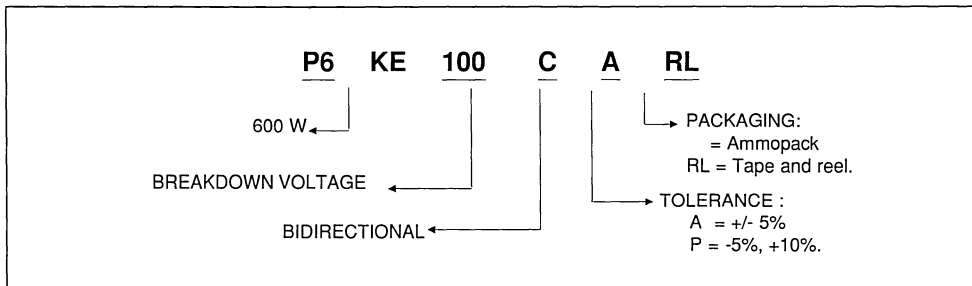 P6 KE 100 C A RL
600 W
BREAKDOWN VOLTAGE
BIDIRECTIONAL
PACKAGING:
= Ammopack
RL = Tape and reel.
TOLERANCE :
A = +/- 5%
P = -5%, +10%.